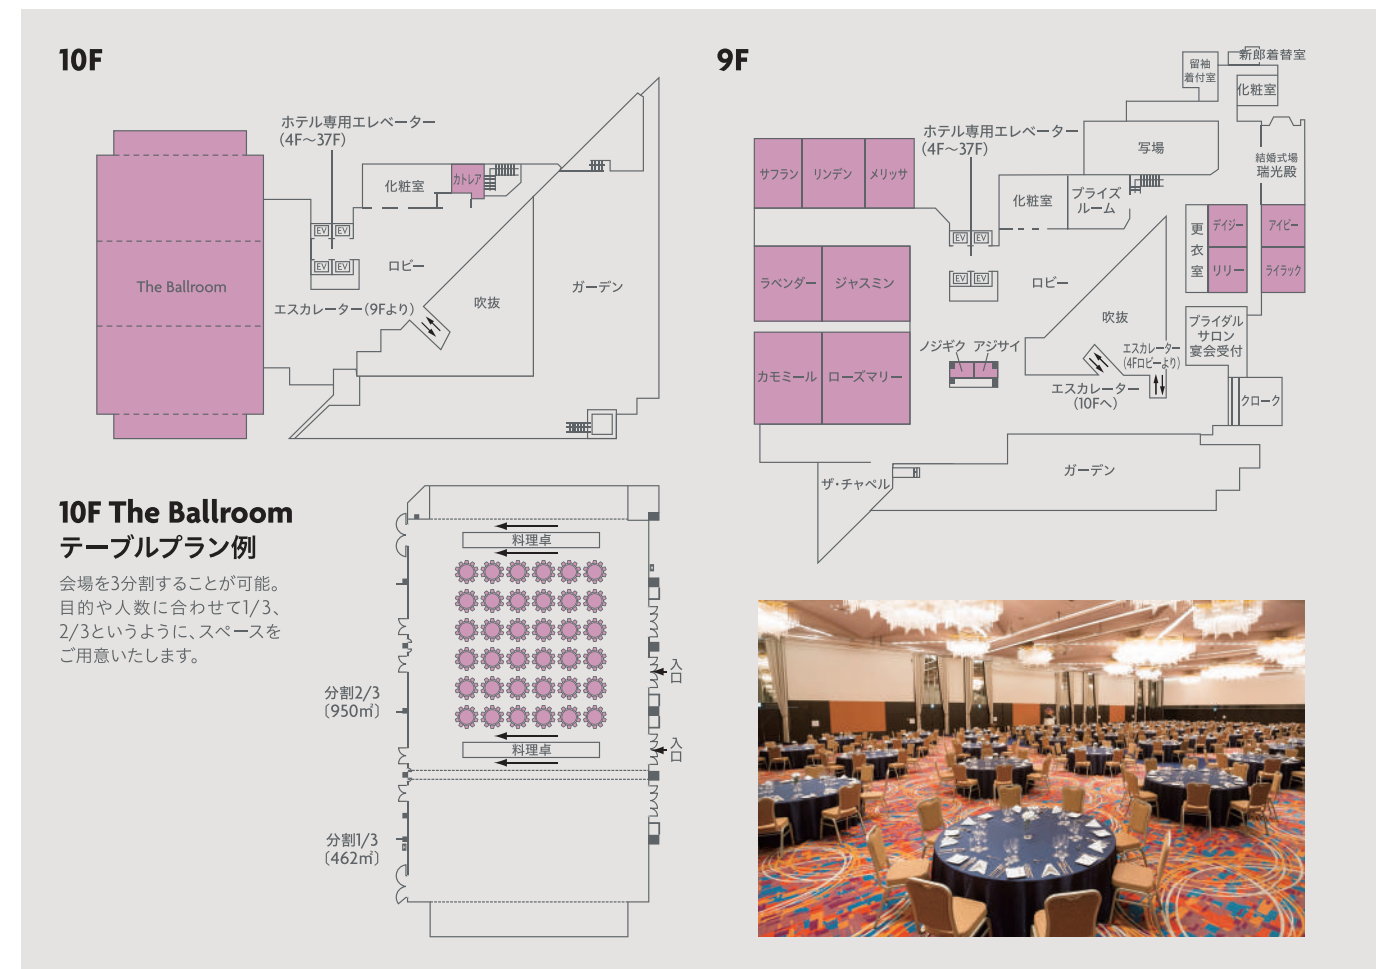 10F
ホテル専用エレベーター
(4F〜37F)
化粧室
カトレア
EV EV
EV EV
ロビー
The Ballroom
エスカレーター(9Fより)
吹抜
ガーデン
9F
新郎着替室
留袖
着付室
化粧室
ホテル専用エレベーター
(4F〜37F)
写場
結婚式場
瑞光殿
サフラン
リンデン
メリッサ
化粧室
ブライズ
ルーム
更
衣
室
デイジー
アイビー
リリー
ライラック
EV EV
EV EV
ラベンダー
ジャスミン
ロビー
吹抜
ブライダル
サロン
宴会受付
ノジギク アジサイ
エスカレーター
(4Fロビーより)
カモミール
ローズマリー
エスカレーター
(10Fへ)
クローク
ガーデン
ザ・チャペル
10F The Ballroom
テーブルプラン例
会場を3分割することが可能。
目的や人数に合わせて1/3、
2/3というように、スペースを
ご用意いたします。
料理卓
入口
分割2/3
〔950㎡〕
入口
料理卓
分割1/3
〔462㎡〕